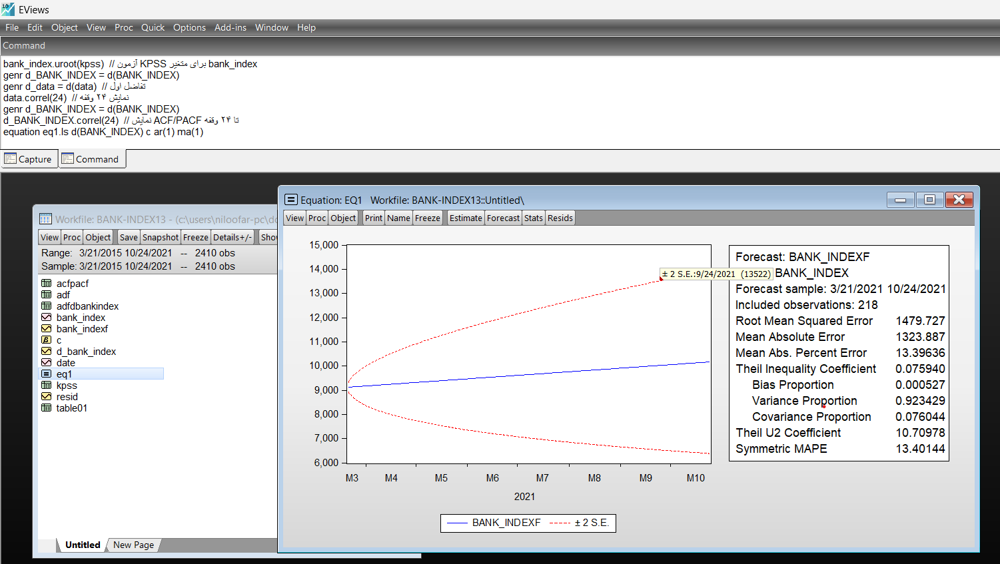 EViews
File Edit Object View Proc Quick Options Add-ins Window Help
Command
bank_index.uroot(kpss) // آزمون KPSS برای متغیر bank_index
genr d_BANK_INDEX = d(BANK_INDEX)
genr d_data = d(data) // تفاضل اول
data.correl(24) // نمایش ۲۴ وقفه
genr d_BANK_INDEX = d(BANK_INDEX)
d_BANK_INDEX.correl(24) // نمایش ACF/PACF تا ۲۴ وقفه
equation eq1.ls d(BANK_INDEX) c ar(1) ma(1)
Capture Command
Workfile: BANK-INDEX13 - (c:\users\niloofar-pc\do
View Proc Object Save Snapshot Freeze Details+/- Show
Range: 3/21/2015 10/24/2021 -- 2410 obs
Sample: 3/21/2015 10/24/2021 -- 2410 obs
acfpacf
adf
adfdbankindex
bank_index
bank_indexf
c
d_bank_index
date
eq1
kpss
resid
table01
Untitled New Page
Equation: EQ1 Workfile: BANK-INDEX13::Untitled\
View Proc Object Print Name Freeze Estimate Forecast Stats Resids
15,000
14,000
13,000
12,000
11,000
10,000
9,000
8,000
7,000
6,000
M3 M4 M5 M6 M7 M8 M9 M10
2021
BANK_INDEXF ± 2 S.E.
± 2 S.E.:9/24/2021 (13522)
Forecast: BANK_INDEXF
BANK_INDEX
Forecast sample: 3/21/2021 10/24/2021
Included observations: 218
Root Mean Squared Error 1479.727
Mean Absolute Error 1323.887
Mean Abs. Percent Error 13.39636
Theil Inequality Coefficient 0.075940
Bias Proportion 0.000527
Variance Proportion 0.923429
Covariance Proportion 0.076044
Theil U2 Coefficient 10.70978
Symmetric MAPE 13.40144